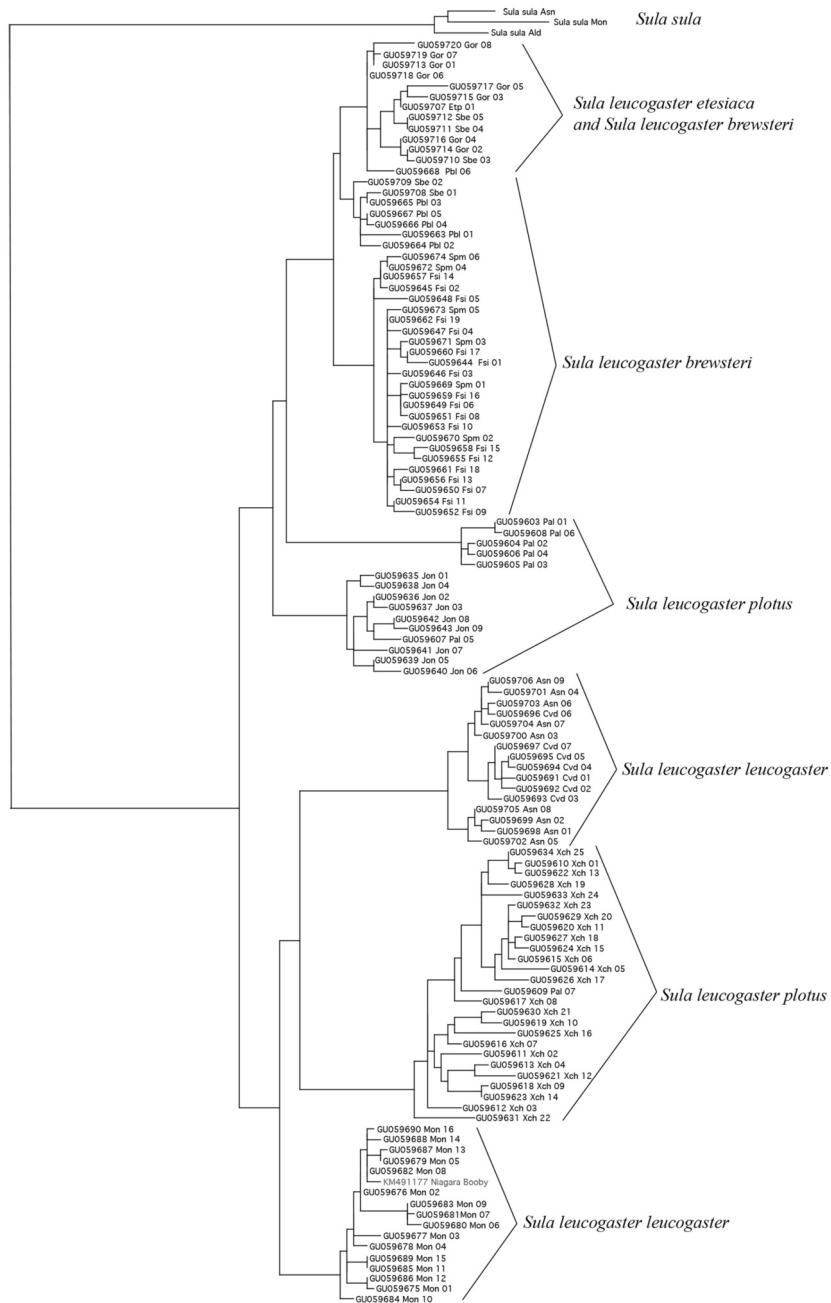 Sula sula Asn
Sula sula Mon
Sula sula Ald
Sula sula
GU059720 Gor 08
GU059719 Gor 07
GU059713 Gor 01
GU059718 Gor 06
GU059717 Gor 05
GU059715 Gor 03
GU059707 Etp 01
GU059712 Sbe 05
GU059711 Sbe 04
GU059716 Gor 04
GU059714 Gor 02
GU059710 Sbe 03
GU059668 Pbl 06
Sula leucogaster etesiaca
and Sula leucogaster brewsteri
GU059709 Sbe 02
GU059708 Sbe 01
GU059665 Pbl 03
GU059667 Pbl 05
GU059666 Pbl 04
GU059663 Pbl 01
GU059664 Pbl 02
GU059674 Spm 06
GU059672 Spm 04
GU059657 Fsi 14
GU059645 Fsi 02
GU059648 Fsi 05
GU059673 Spm 05
GU059662 Fsi 19
GU059647 Fsi 04
GU059671 Spm 03
GU059660 Fsi 17
GU059644 Fsi 01
GU059646 Fsi 03
GU059669 Spm 01
GU059659 Fsi 16
GU059649 Fsi 06
GU059651 Fsi 08
GU059653 Fsi 10
GU059670 Spm 02
GU059658 Fsi 15
GU059655 Fsi 12
GU059661 Fsi 18
GU059656 Fsi 13
GU059650 Fsi 07
GU059654 Fsi 11
GU059652 Fsi 09
Sula leucogaster brewsteri
GU059603 Pal 01
GU059608 Pal 06
GU059604 Pal 02
GU059606 Pal 04
GU059605 Pal 03
GU059635 Jon 01
GU059638 Jon 04
GU059636 Jon 02
GU059637 Jon 03
GU059642 Jon 08
GU059643 Jon 09
GU059607 Pal 05
GU059641 Jon 07
GU059639 Jon 05
GU059640 Jon 06
Sula leucogaster plotus
GU059706 Asn 09
GU059701 Asn 04
GU059703 Asn 06
GU059696 Cvd 06
GU059704 Asn 07
GU059700 Asn 03
GU059697 Cvd 07
GU059695 Cvd 05
GU059694 Cvd 04
GU059691 Cvd 01
GU059692 Cvd 02
GU059693 Cvd 03
GU059705 Asn 08
GU059699 Asn 02
GU059698 Asn 01
GU059702 Asn 05
Sula leucogaster leucogaster
GU059634 Xch 25
GU059610 Xch 01
GU059622 Xch 13
GU059628 Xch 19
GU059633 Xch 24
GU059632 Xch 23
GU059629 Xch 20
GU059620 Xch 11
GU059627 Xch 18
GU059624 Xch 15
GU059615 Xch 06
GU059614 Xch 05
GU059626 Xch 17
GU059609 Pal 07
GU059617 Xch 08
GU059630 Xch 21
GU059619 Xch 10
GU059625 Xch 16
GU059616 Xch 07
GU059611 Xch 02
GU059613 Xch 04
GU059621 Xch 12
GU059618 Xch 09
GU059623 Xch 14
GU059612 Xch 03
GU059631 Xch 22
Sula leucogaster plotus
GU059690 Mon 16
GU059688 Mon 14
GU059687 Mon 13
GU059679 Mon 05
GU059682 Mon 08
KM491177 Niagara Booby
GU059676 Mon 02
GU059683 Mon 09
GU059681Mon 07
GU059680 Mon 06
GU059677 Mon 03
GU059678 Mon 04
GU059689 Mon 15
GU059685 Mon 11
GU059686 Mon 12
GU059675 Mon 01
GU059684 Mon 10
Sula leucogaster leucogaster